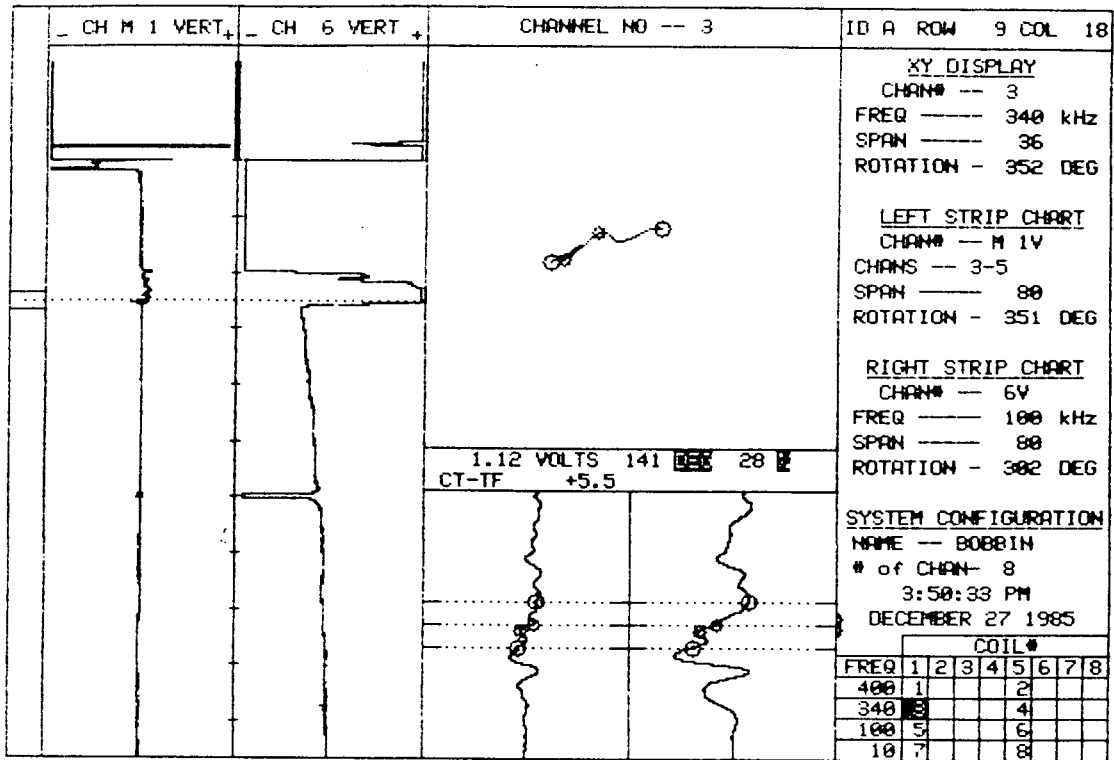 _ CH M 1 VERT +
_ CH 6 VERT +
CHANNEL NO -- 3
ID A ROW 9 COL 18
XY DISPLAY
CHAN# -- 3
FREQ ----- 340 kHz
SPAN ----- 36
ROTATION - 352 DEG
LEFT STRIP CHART
CHAN# -- M 1V
CHANS -- 3-5
SPAN ----- 80
ROTATION - 351 DEG
RIGHT STRIP CHART
CHAN# -- 6V
FREQ ----- 100 kHz
SPAN ----- 80
ROTATION - 302 DEG
1.12 VOLTS 141 DEG 28 %
CT-TF +5.5
SYSTEM CONFIGURATION
NAME -- BOBBIN
# of CHAN- 8
3:50:33 PM
DECEMBER 27 1985
COIL#
FREQ 1 2 3 4 5 6 7 8
400 1 2
340 3 4
100 5 6
10 7 8